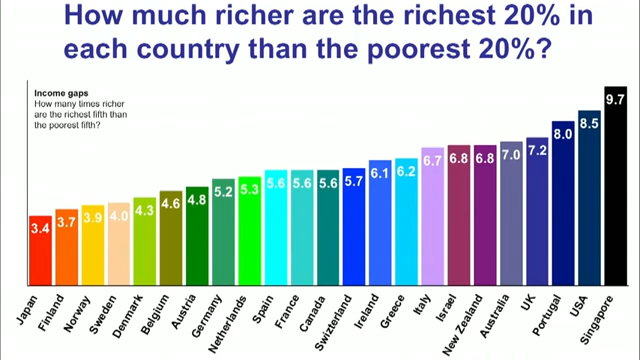 How much richer are the richest 20% in
each country than the poorest 20%?
Income gaps
How many times richer
are the richest fifth than
the poorest fifth?
3.4
3.7
3.9
4.0
4.3
4.6
4.8
5.2
5.3
5.6
5.6
5.6
5.7
6.1
6.2
6.7
6.8
6.8
7.0
7.2
8.0
8.5
9.7
Japan
Finland
Norway
Sweden
Denmark
Belgium
Austria
Germany
Netherlands
Spain
France
Canada
Swizterland
Ireland
Greece
Italy
Israel
New Zealand
Australia
UK
Portugal
USA
Singapore